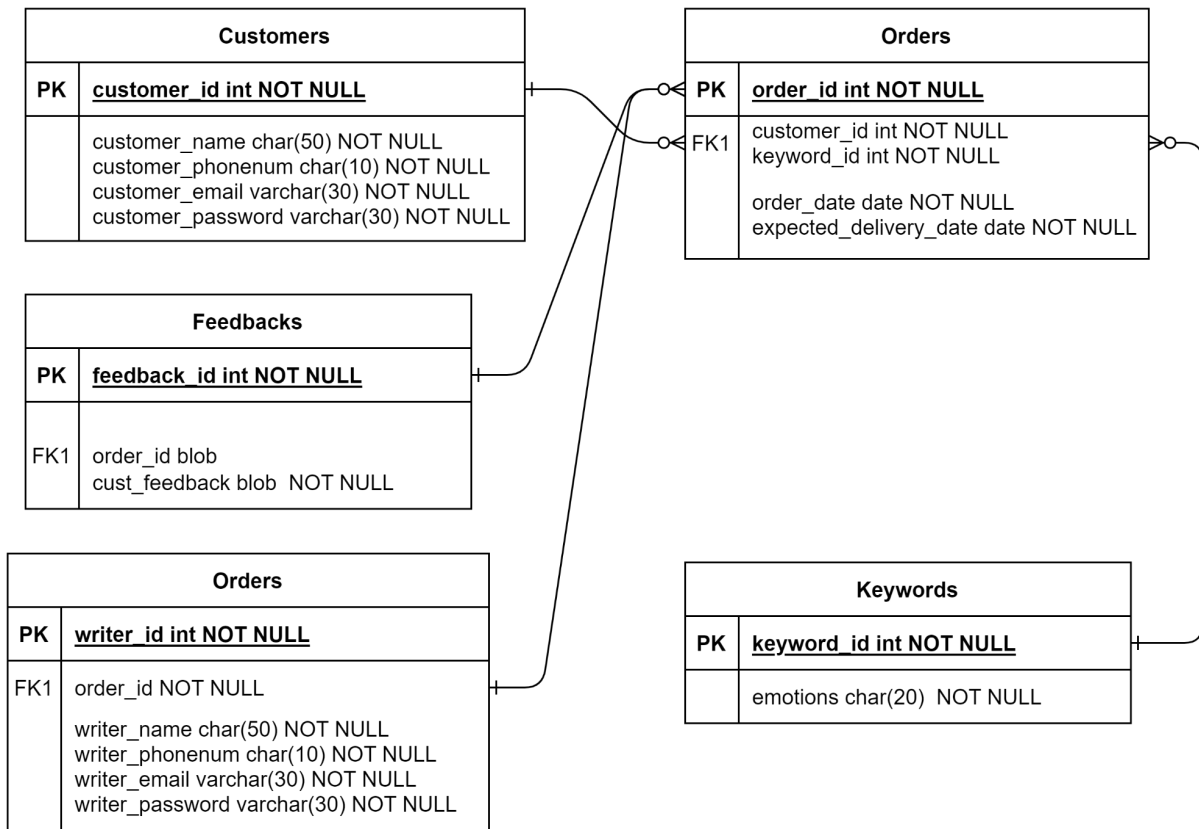 Customers
PK customer_id int NOT NULL
customer_name char(50) NOT NULL
customer_phonenum char(10) NOT NULL
customer_email varchar(30) NOT NULL
customer_password varchar(30) NOT NULL
Orders
PK order_id int NOT NULL
FK1 customer_id int NOT NULL
keyword_id int NOT NULL
order_date date NOT NULL
expected_delivery_date date NOT NULL
Feedbacks
PK feedback_id int NOT NULL
FK1 order_id blob
cust_feedback blob NOT NULL
Orders
PK writer_id int NOT NULL
FK1 order_id NOT NULL
writer_name char(50) NOT NULL
writer_phonenum char(10) NOT NULL
writer_email varchar(30) NOT NULL
writer_password varchar(30) NOT NULL
Keywords
PK keyword_id int NOT NULL
emotions char(20) NOT NULL